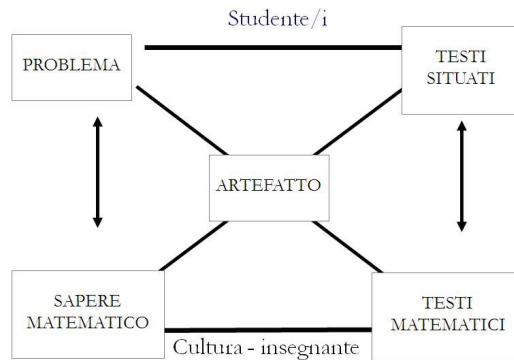 Studente/i
PROBLEMA
TESTI
SITUATI
ARTEFATTO
SAPERE
MATEMATICO
TESTI
MATEMATICI
Cultura - insegnante